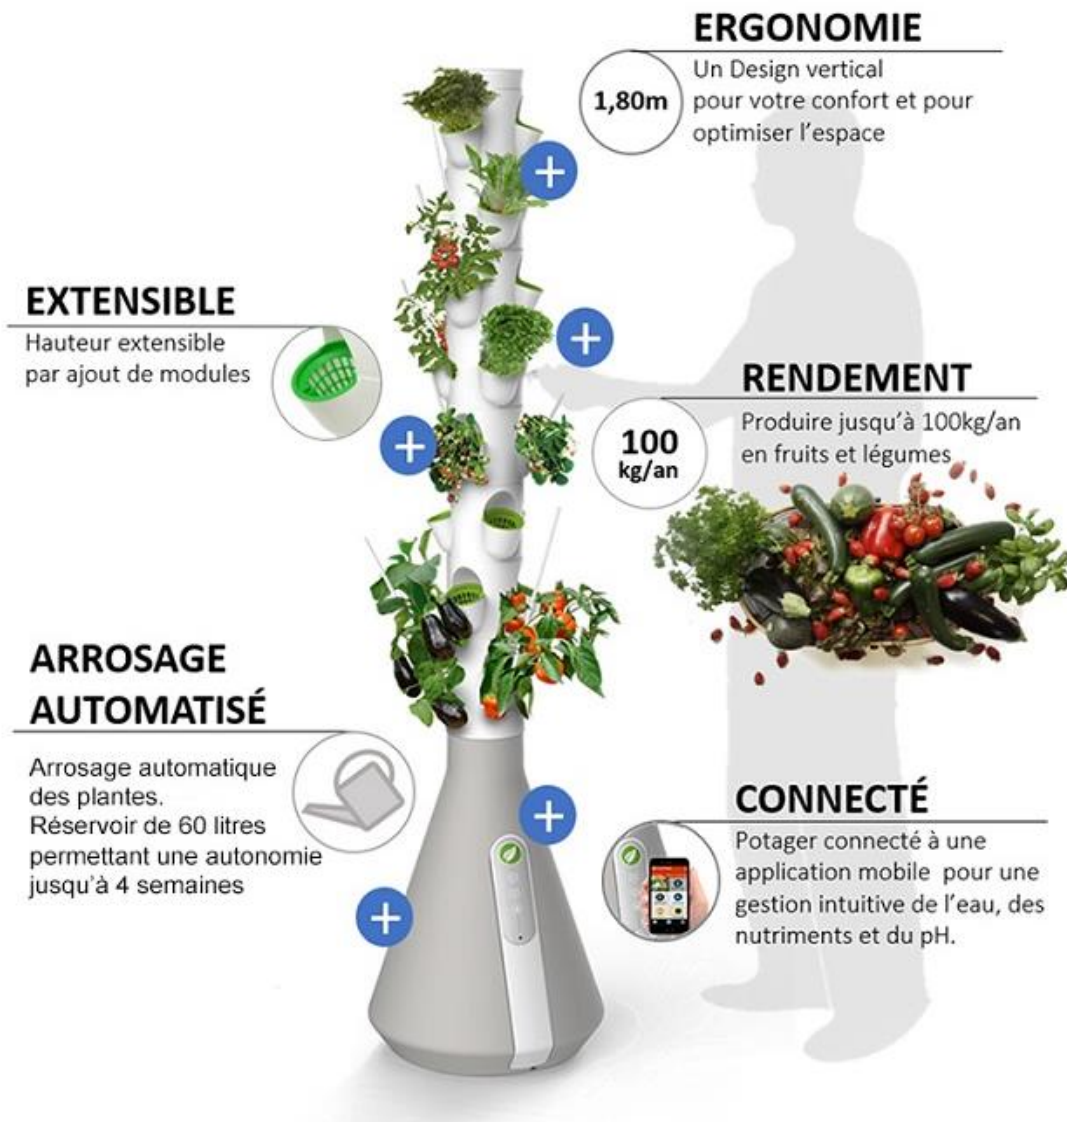 ERGONOMIE
1,80m
Un Design vertical
pour votre confort et pour
optimiser l'espace
EXTENSIBLE
Hauteur extensible
par ajout de modules
RENDEMENT
100
kg/an
Produire jusqu'à 100kg/an
en fruits et légumes
ARROSAGE
AUTOMATISÉ
Arrosage automatique
des plantes.
Réservoir de 60 litres
permettant une autonomie
jusqu'à 4 semaines
CONNECTÉ
Potager connecté à une
application mobile pour une
gestion intuitive de l'eau, des
nutriments et du pH.